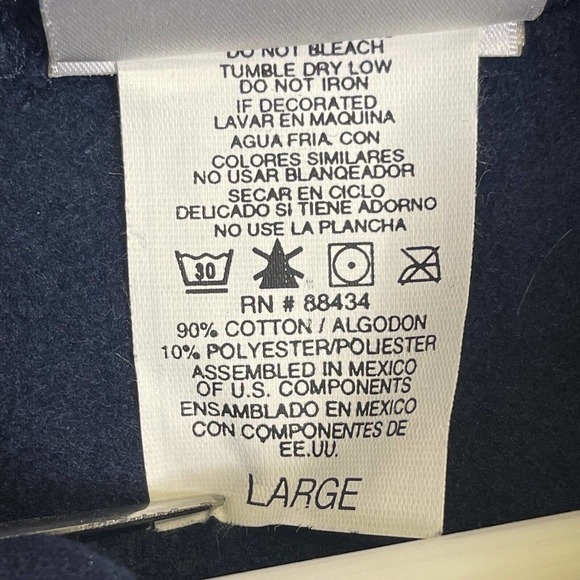 DO NOT BLEACH
TUMBLE DRY LOW
DO NOT IRON
IF DECORATED
LAVAR EN MAQUINA
AGUA FRIA. CON
COLORES SIMILARES
NO USAR BLANQEADOR
SECAR EN CICLO
DELICADO SI TIENE ADORNO
NO USE LA PLANCHA
30
RN # 88434
90% COTTON / ALGODON
10% POLYESTER/POLIESTER
ASSEMBLED IN MEXICO
OF U.S. COMPONENTS
ENSAMBLADO EN MEXICO
CON COMPONENTES DE
EE.UU.
LARGE